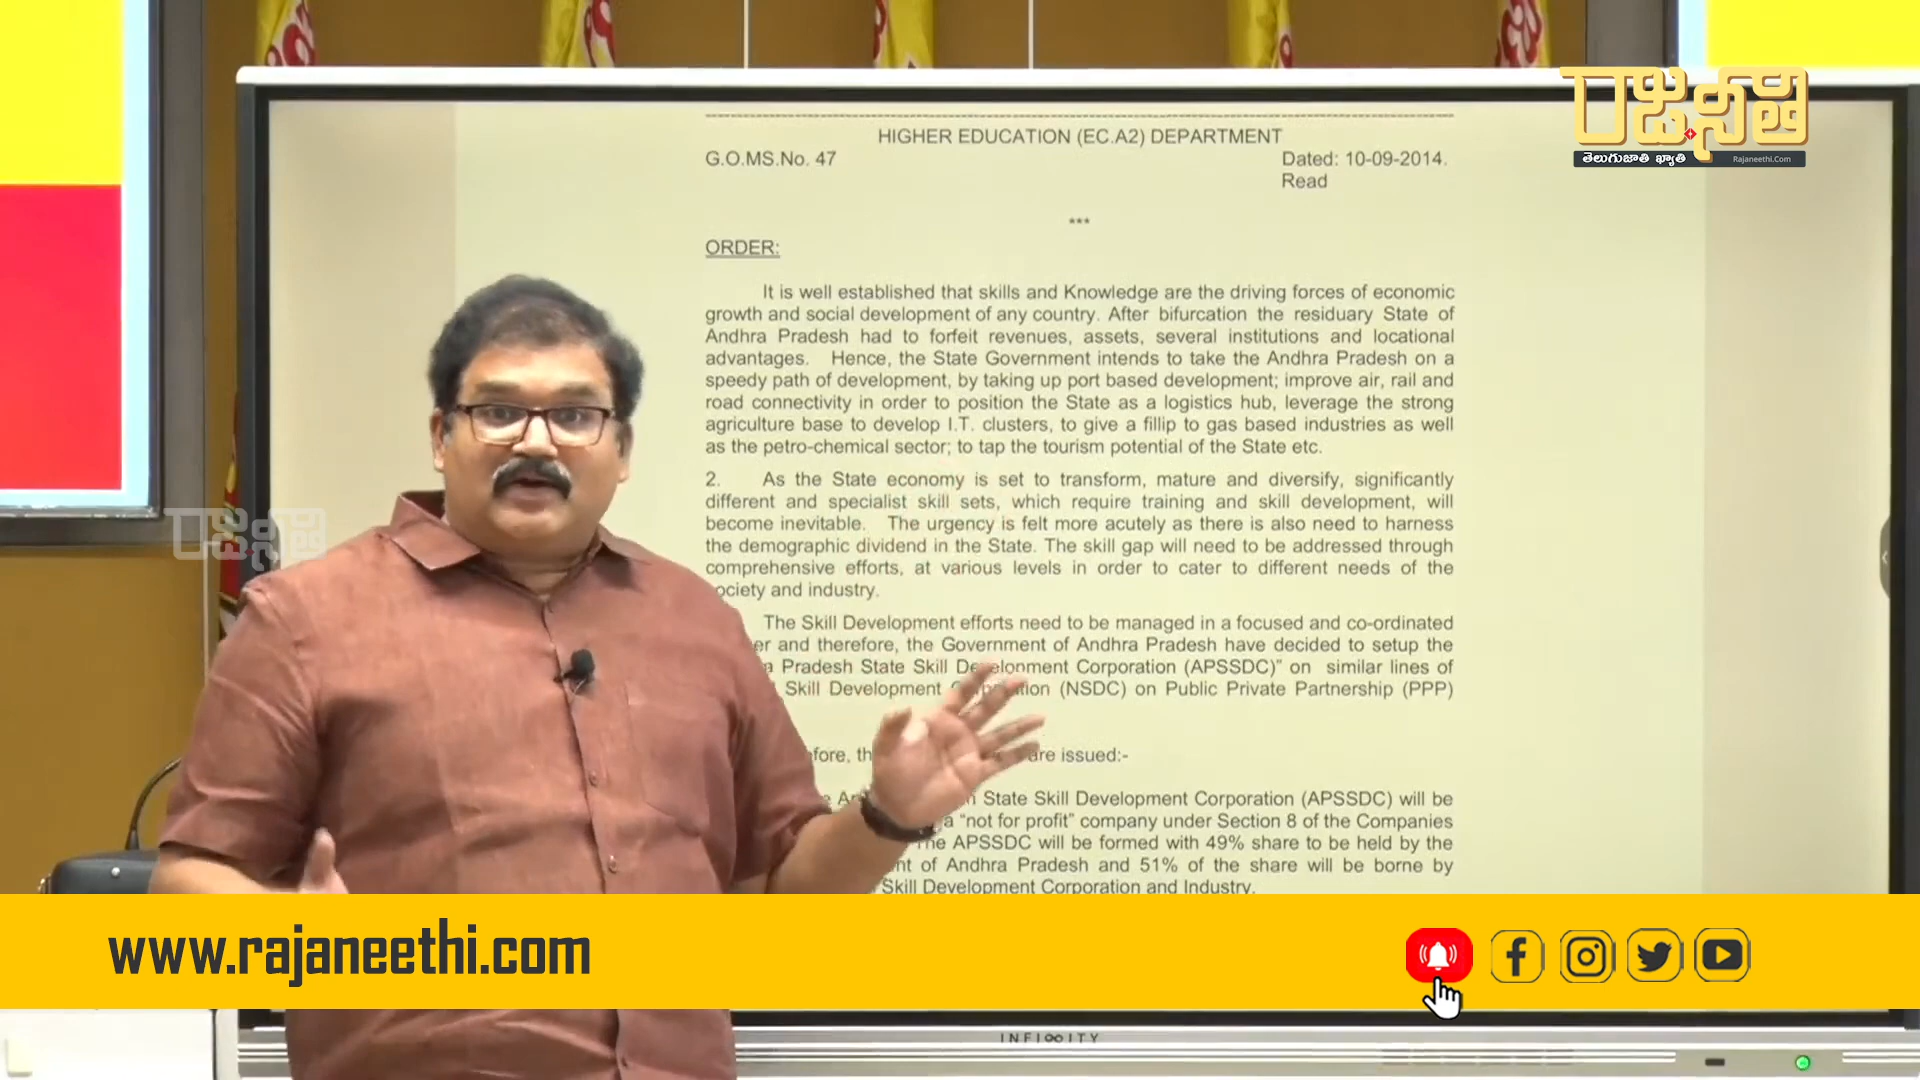 రాజనీతి
తెలుగుజాతి ఖ్యాతి Rajaneethi.Com
HIGHER EDUCATION (EC.A2) DEPARTMENT
G.O.MS.No. 47 Dated: 10-09-2014.
Read
***
ORDER:
It is well established that skills and Knowledge are the driving forces of economic
growth and social development of any country. After bifurcation the residuary State of
Andhra Pradesh had to forfeit revenues, assets, several institutions and locational
advantages. Hence, the State Government intends to take the Andhra Pradesh on a
speedy path of development, by taking up port based development; improve air, rail and
road connectivity in order to position the State as a logistics hub, leverage the strong
agriculture base to develop I.T. clusters, to give a fillip to gas based industries as well
as the petro-chemical sector; to tap the tourism potential of the State etc.
2. As the State economy is set to transform, mature and diversify, significantly
different and specialist skill sets, which require training and skill development, will
become inevitable. The urgency is felt more acutely as there is also need to harness
the demographic dividend in the State. The skill gap will need to be addressed through
comprehensive efforts, at various levels in order to cater to different needs of the
ociety and industry.
The Skill Development efforts need to be managed in a focused and co-ordinated
er and therefore, the Government of Andhra Pradesh have decided to setup the
a Pradesh State Skill Development Corporation (APSSDC)" on similar lines of
Skill Development Corporation (NSDC) on Public Private Partnership (PPP)
are issued:-
State Skill Development Corporation (APSSDC) will be
a "not for profit" company under Section 8 of the Companies
he APSSDC will be formed with 49% share to be held by the
nt of Andhra Pradesh and 51% of the share will be borne by
Skill Development Corporation and Industry.
రాజనీతి
www.rajaneethi.com
INFINITY